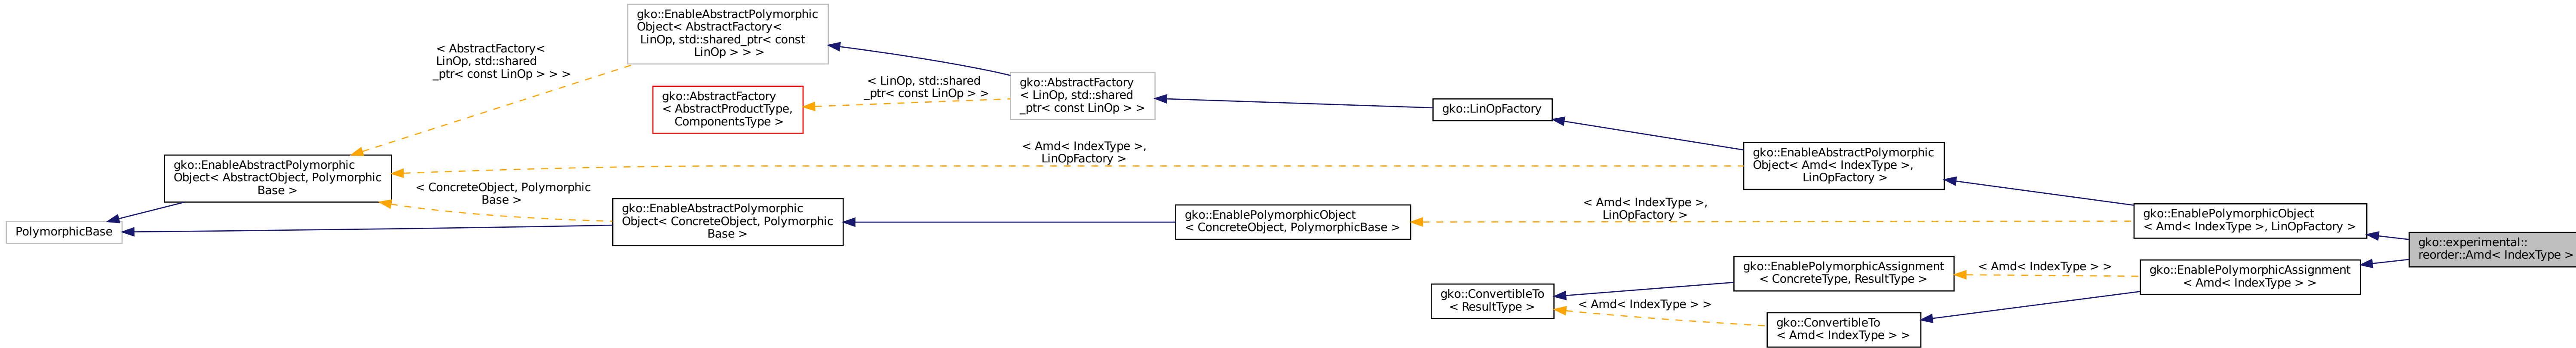 gko::EnableAbstractPolymorphic
Object< AbstractFactory<
LinOp, std::shared_ptr< const
LinOp > > >
< AbstractFactory<
LinOp, std::shared
_ptr< const LinOp > > >
gko::AbstractFactory
< AbstractProductType,
ComponentsType >
< LinOp, std::shared
_ptr< const LinOp > >
gko::AbstractFactory
< LinOp, std::shared
_ptr< const LinOp > >
gko::LinOpFactory
gko::EnableAbstractPolymorphic
Object< AbstractObject, Polymorphic
Base >
< Amd< IndexType >,
LinOpFactory >
gko::EnableAbstractPolymorphic
Object< Amd< IndexType >,
LinOpFactory >
< ConcreteObject, Polymorphic
Base >
PolymorphicBase
gko::EnableAbstractPolymorphic
Object< ConcreteObject, Polymorphic
Base >
gko::EnablePolymorphicObject
< ConcreteObject, PolymorphicBase >
< Amd< IndexType >,
LinOpFactory >
gko::EnablePolymorphicObject
< Amd< IndexType >, LinOpFactory >
gko::experimental::
reorder::Amd< IndexType >
gko::EnablePolymorphicAssignment
< ConcreteType, ResultType >
< Amd< IndexType > >
gko::EnablePolymorphicAssignment
< Amd< IndexType > >
gko::ConvertibleTo
< ResultType >
< Amd< IndexType > >
gko::ConvertibleTo
< Amd< IndexType > >